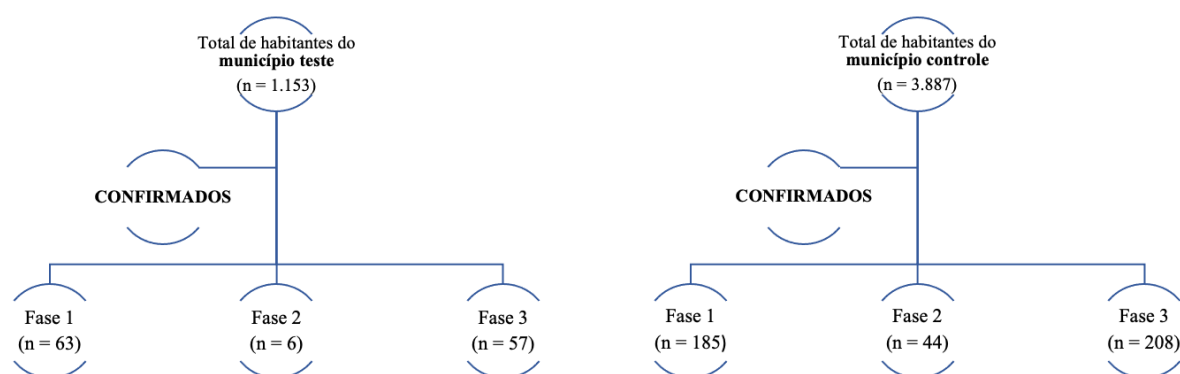 Total de habitantes do
município teste
(n = 1.153)
CONFIRMADOS
Fase 1
(n = 63)
Fase 2
(n = 6)
Fase 3
(n = 57)
Total de habitantes do
município controle
(n = 3.887)
CONFIRMADOS
Fase 1
(n = 185)
Fase 2
(n = 44)
Fase 3
(n = 208)